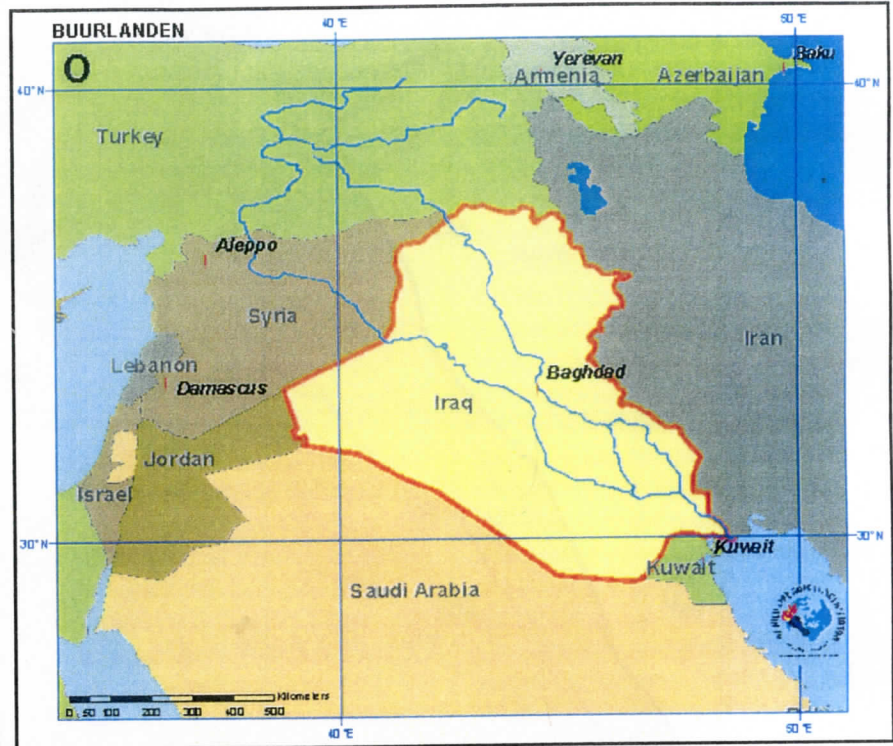 BUURLANDEN
40°E
50°E
O
Yerevan
Baku
Armenia
Azerbaijan
40°N
40°N
Turkey
Aleppo
Syria
Iran
Lebanon
Baghdad
Damascus
Iraq
Jordan
Israel
30°N
30°N
Kuwait
Kuwait
Saudi Arabia
Kilometers
0 50 100 200 300 400 500
40°E
50°E